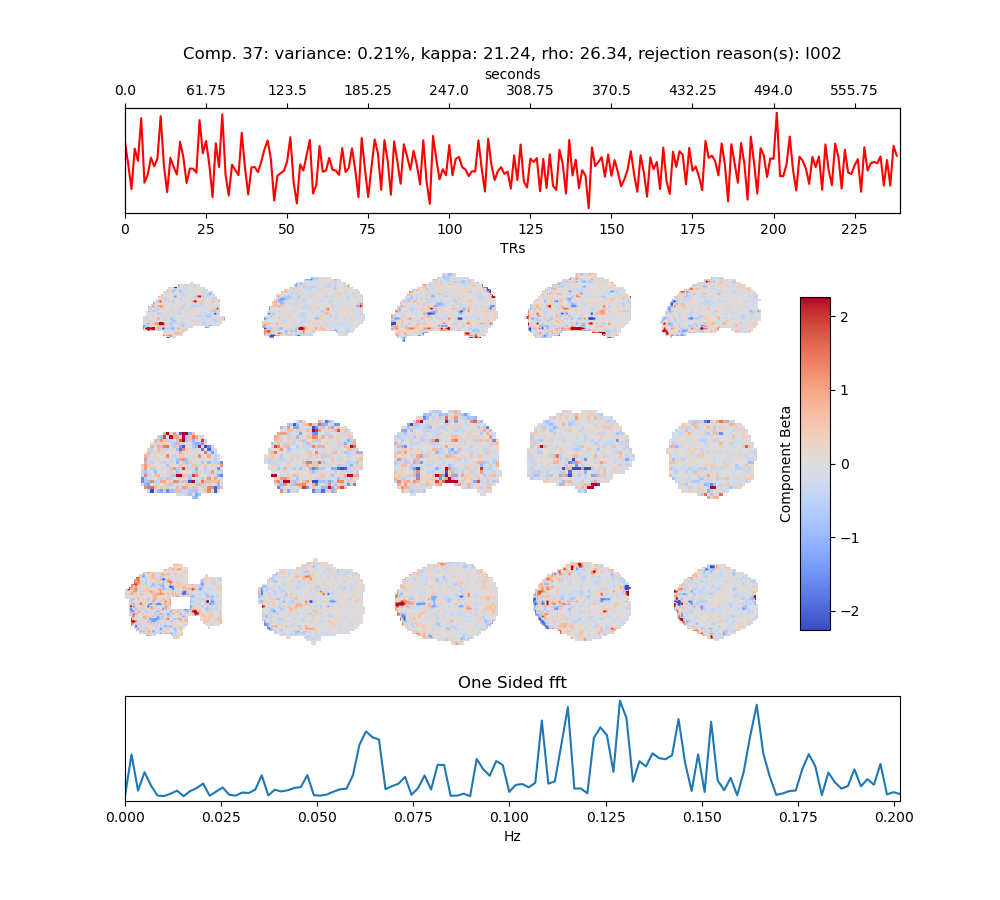 Comp. 37: variance: 0.21%, kappa: 21.24, rho: 26.34, rejection reason(s): I002
seconds
0.0 61.75 123.5 185.25 247.0 308.75 370.5 432.25 494.0 555.75
0 25 50 75 100 125 150 175 200 225
TRs
2
1
0
−1
−2
Component Beta
One Sided fft
0.000 0.025 0.050 0.075 0.100 0.125 0.150 0.175 0.200
Hz